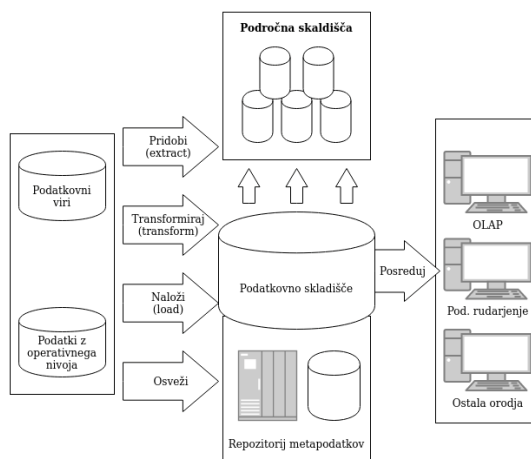 Področna skaldišča
Pridobi
(extract)
Podatkovni
viri
Transformiraj
(transform)
OLAP
Podatkovno skladišče
Posreduj
Naloži
(load)
Pod. rudarjenje
Podatki z
operativnega
nivoja
Osveži
Ostala orodja
Repozitorij metapodatkov